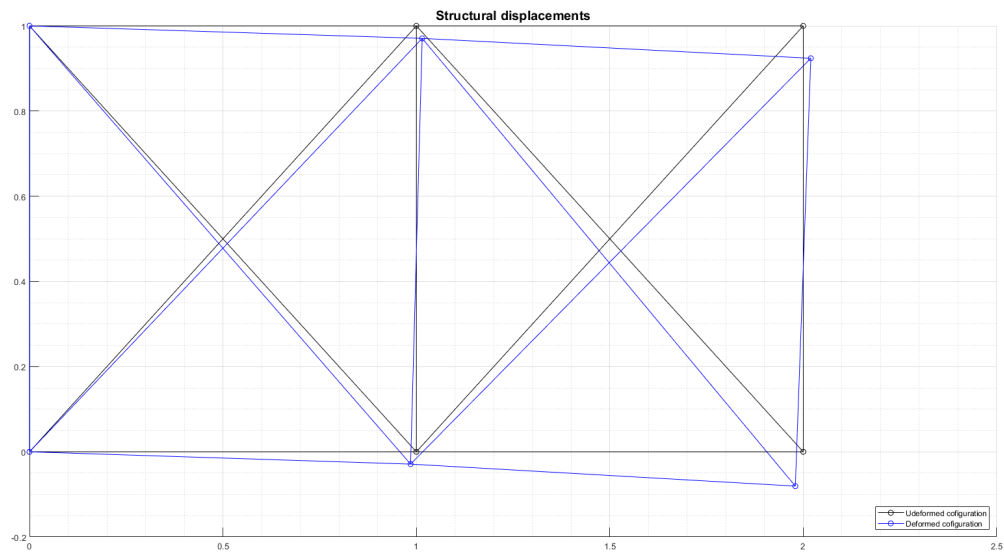 Structural displacements
1
0.8
0.6
0.4
0.2
0
-0.2
0 0.5 1 1.5 2 2.5
Udeformed cofiguration
Deformed cofiguration